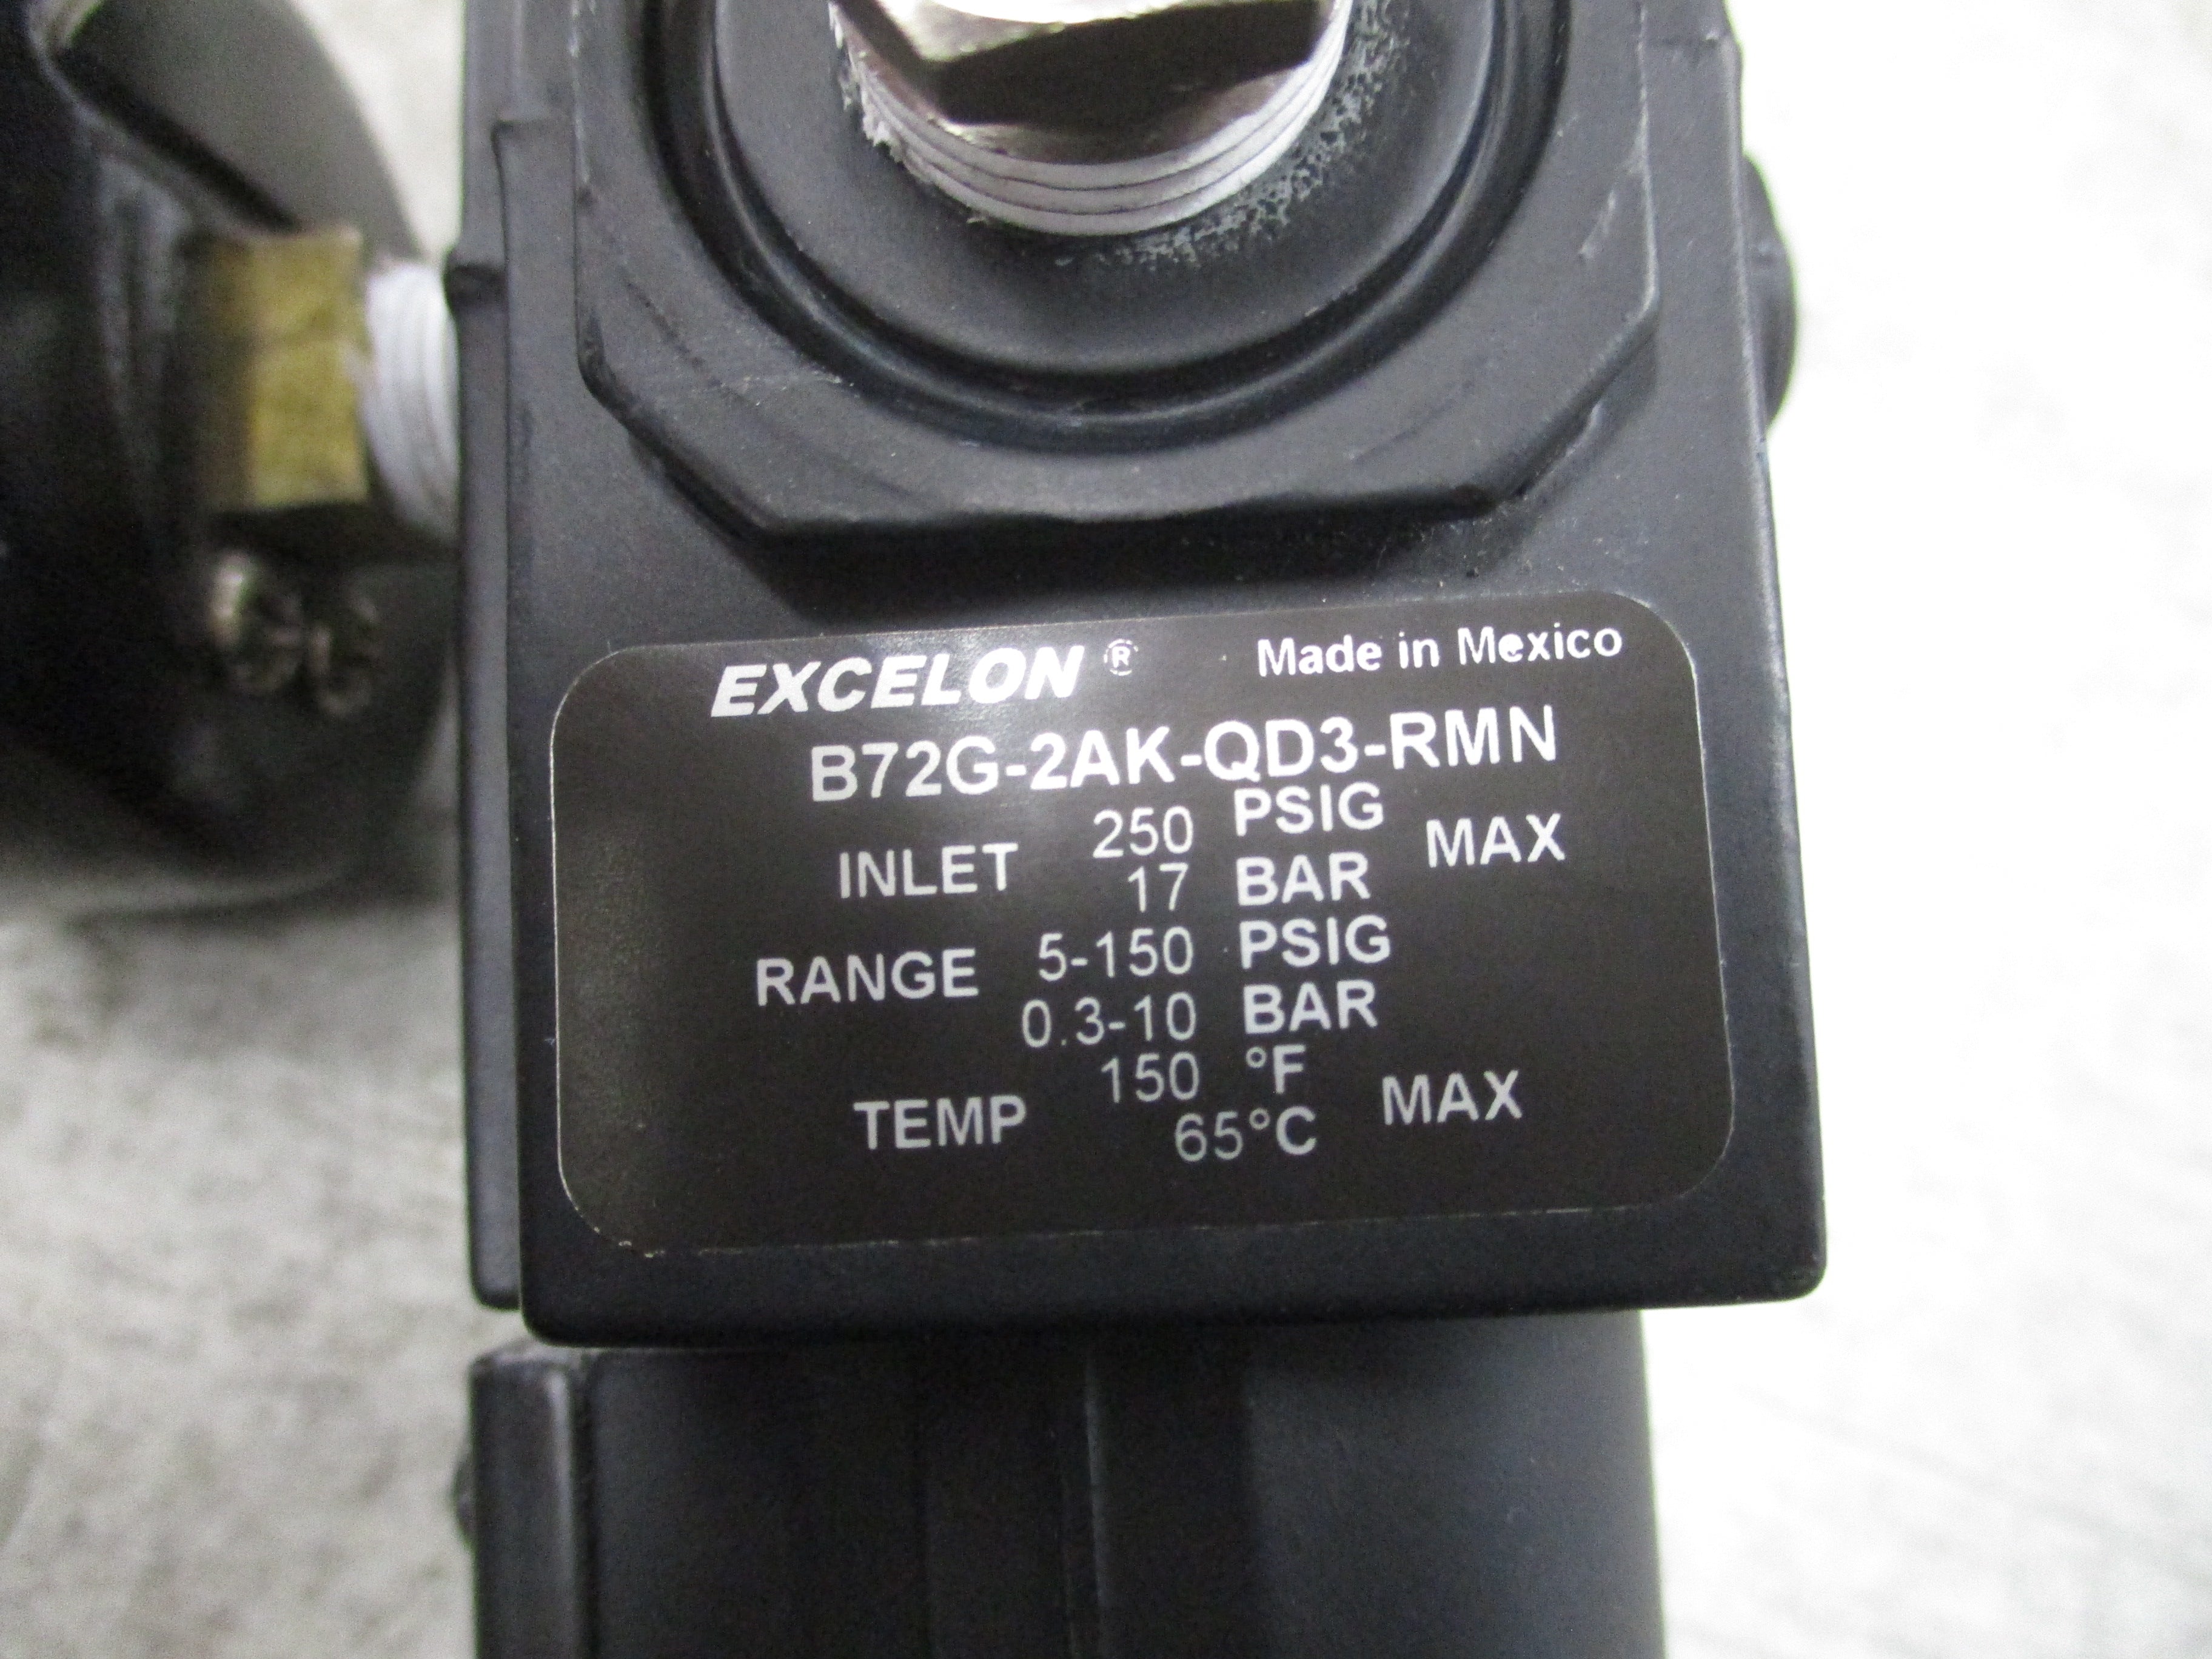 EXCELON ® Made in Mexico
B72G-2AK-QD3-RMN
INLET 250 PSIG MAX
17 BAR
RANGE 5-150 PSIG
0.3-10 BAR
TEMP 150 °F MAX
65°C